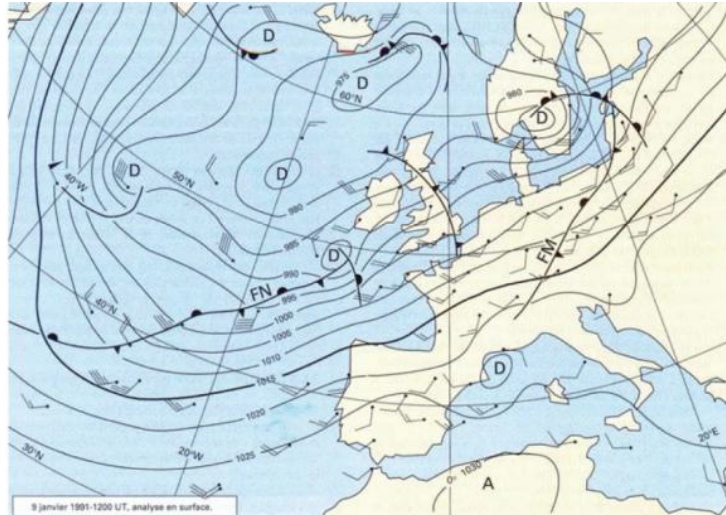 D
975
D
60°N
980
D
D
50°N
D
40°W
980
985
D
990
FN
995
40°N
1000
1005
1010
1015
FM
D
1020
20°W
1025
30°N
20°E
0° 1030
A
9 janvier 1991-1200 UT, analyse en surface.